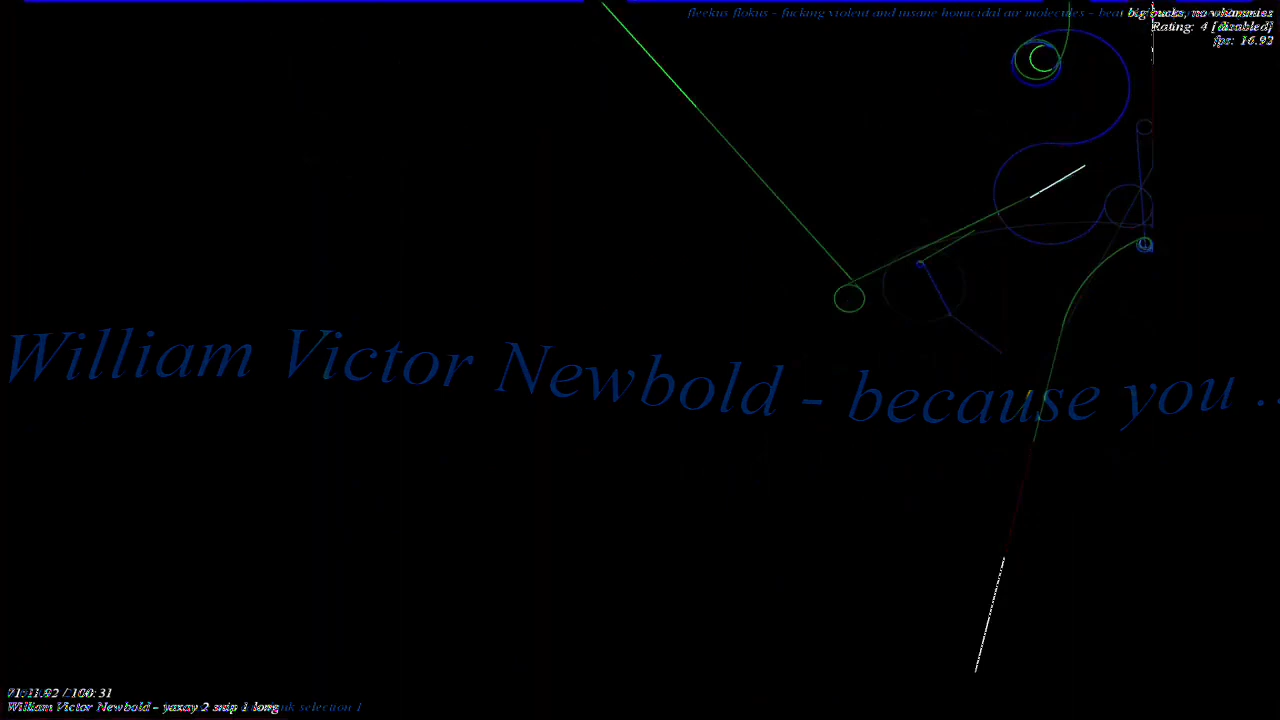 fleekus flokus - fucking violent and insane homicidal air molecules - beat big bucks, no whammies
Rating: 4 [disabled]
fps: 16.92
William Victor Newbold - because you ..
71:11.92 / 100:31
William Victor Newbold - yaxay 2 snip 1 long selection 1